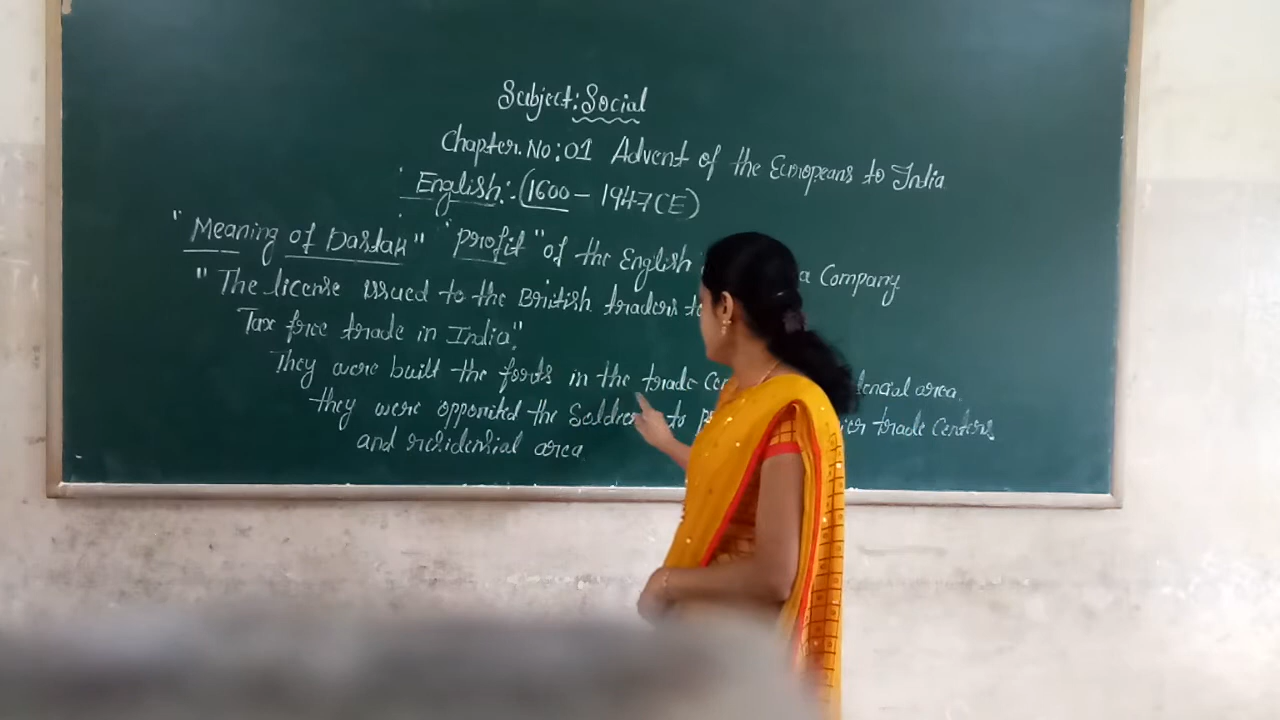 Subject: Social
Chapter. No: 01 Advent of the Europeans to India
English:- (1600 - 1947 CE)
"Meaning of Dastak" "profit" of the English a Company
"The license issued to the British traders to
Tax free trade in India"
They were built the forts in the trade area.
they were oppointed the Soldiers to trade Centers
and residensial area